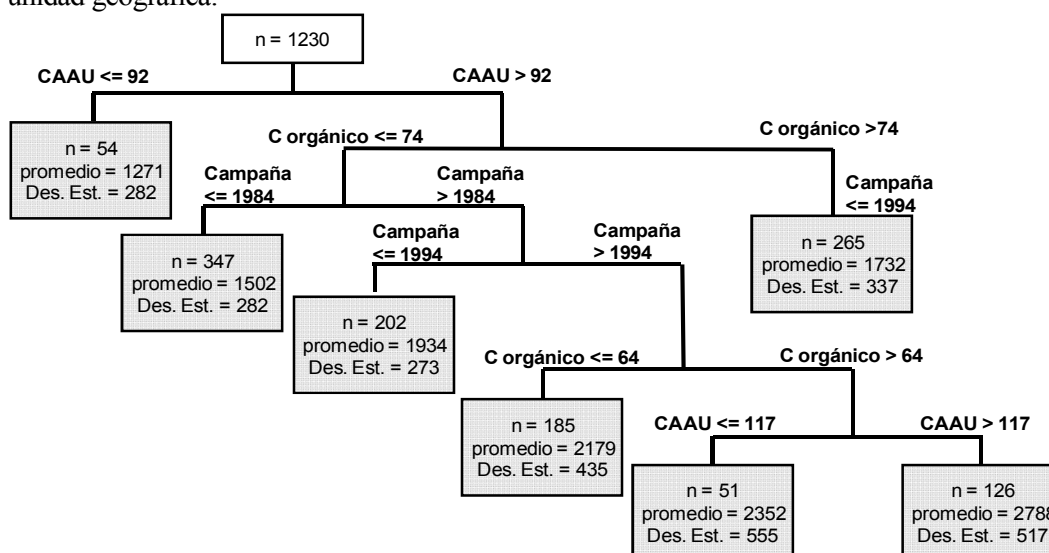 unidad geográfica.
n = 1230
CAAU <= 92
CAAU > 92
n = 54
promedio = 1271
Des. Est. = 282
C orgánico <= 74
C orgánico >74
Campaña
<= 1984
Campaña
> 1984
Campaña
<= 1994
n = 347
promedio = 1502
Des. Est. = 282
Campaña
<= 1994
Campaña
> 1994
n = 265
promedio = 1732
Des. Est. = 337
n = 202
promedio = 1934
Des. Est. = 273
C orgánico <= 64
C orgánico > 64
n = 185
promedio = 2179
Des. Est. = 435
CAAU <= 117
CAAU > 117
n = 51
promedio = 2352
Des. Est. = 555
n = 126
promedio = 2788
Des. Est. = 517